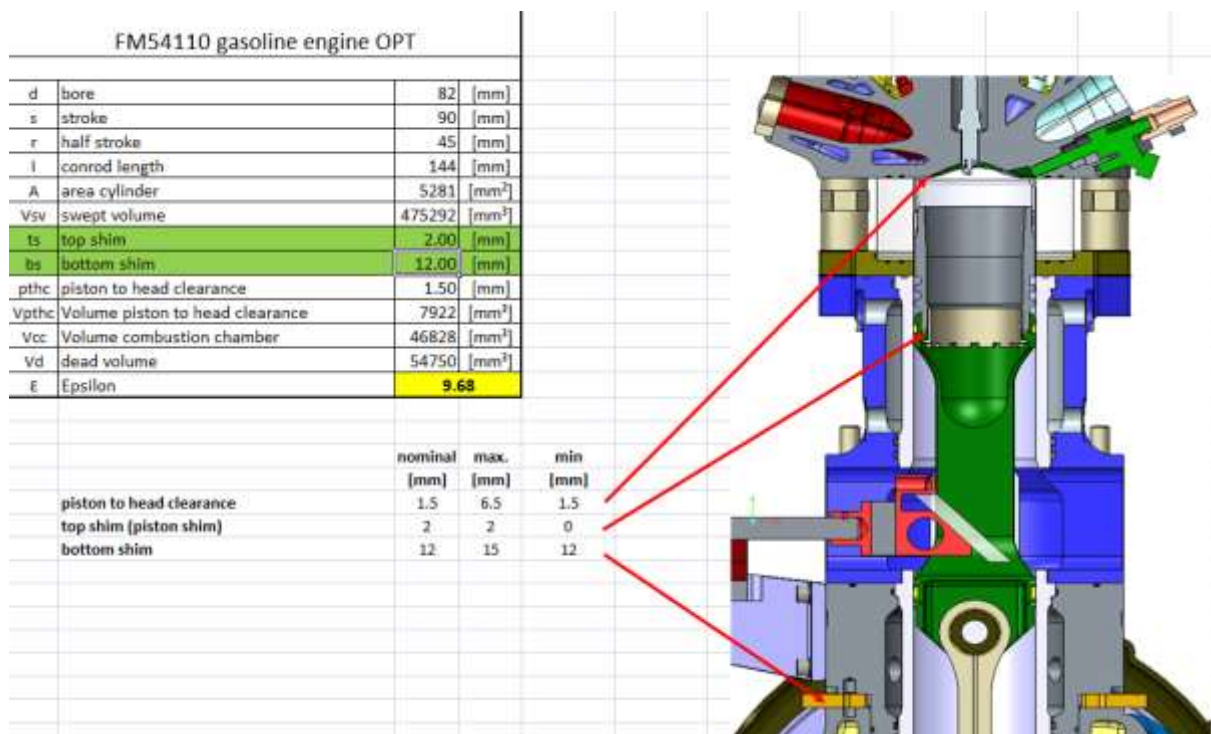 FM54110 gasoline engine OPT
d bore 82 [mm]
s stroke 90 [mm]
r half stroke 45 [mm]
l conrod length 144 [mm]
A area cylinder 5281 [mm²]
Vsv swept volume 475292 [mm³]
ts top shim 2.00 [mm]
bs bottom shim 12.00 [mm]
pthc piston to head clearance 1.50 [mm]
Vpthc Volume piston to head clearance 7922 [mm³]
Vcc Volume combustion chamber 46828 [mm³]
Vd dead volume 54750 [mm³]
ε Epsilon 9.68
nominal max. min
[mm] [mm] [mm]
piston to head clearance 1.5 6.5 1.5
top shim (piston shim) 2 2 0
bottom shim 12 15 12